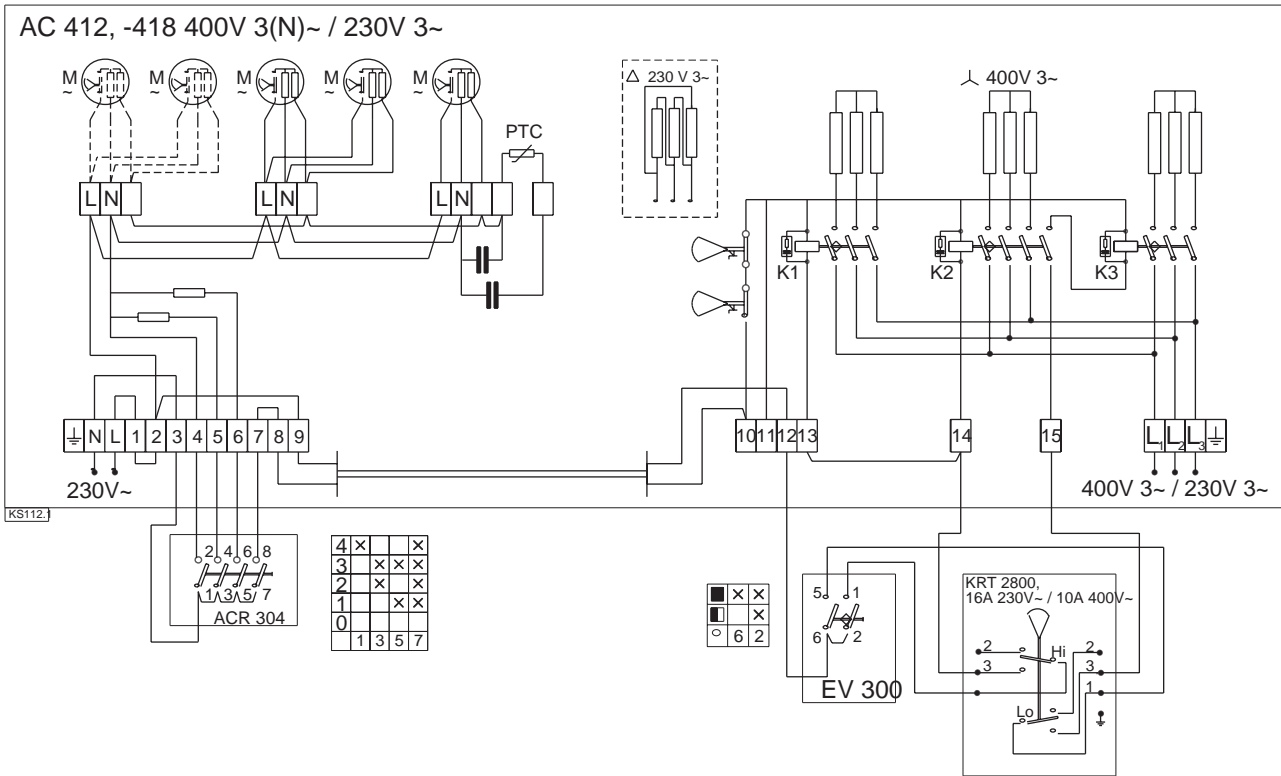 AC 412, -418 400V 3(N)~ / 230V 3~
M ~ M ~ M ~ M ~ M ~
△ 230 V 3~
400V 3~
PTC
L N L N L N
K1 K2 K3
N L 1 2 3 4 5 6 7 8 9
10 11 12 13 14 15 L1 L2 L3
230V~
400V 3~ / 230V 3~
KS112.1
2 4 6 8
1 3 5 7
ACR 304
4 × ×
3 × × ×
2 × ×
1 × ×
0
1 3 5 7
× ×
×
6 2
5 1
6 2
EV 300
KRT 2800,
16A 230V~ / 10A 400V~
2 Hi 2
3 3
1
Lo